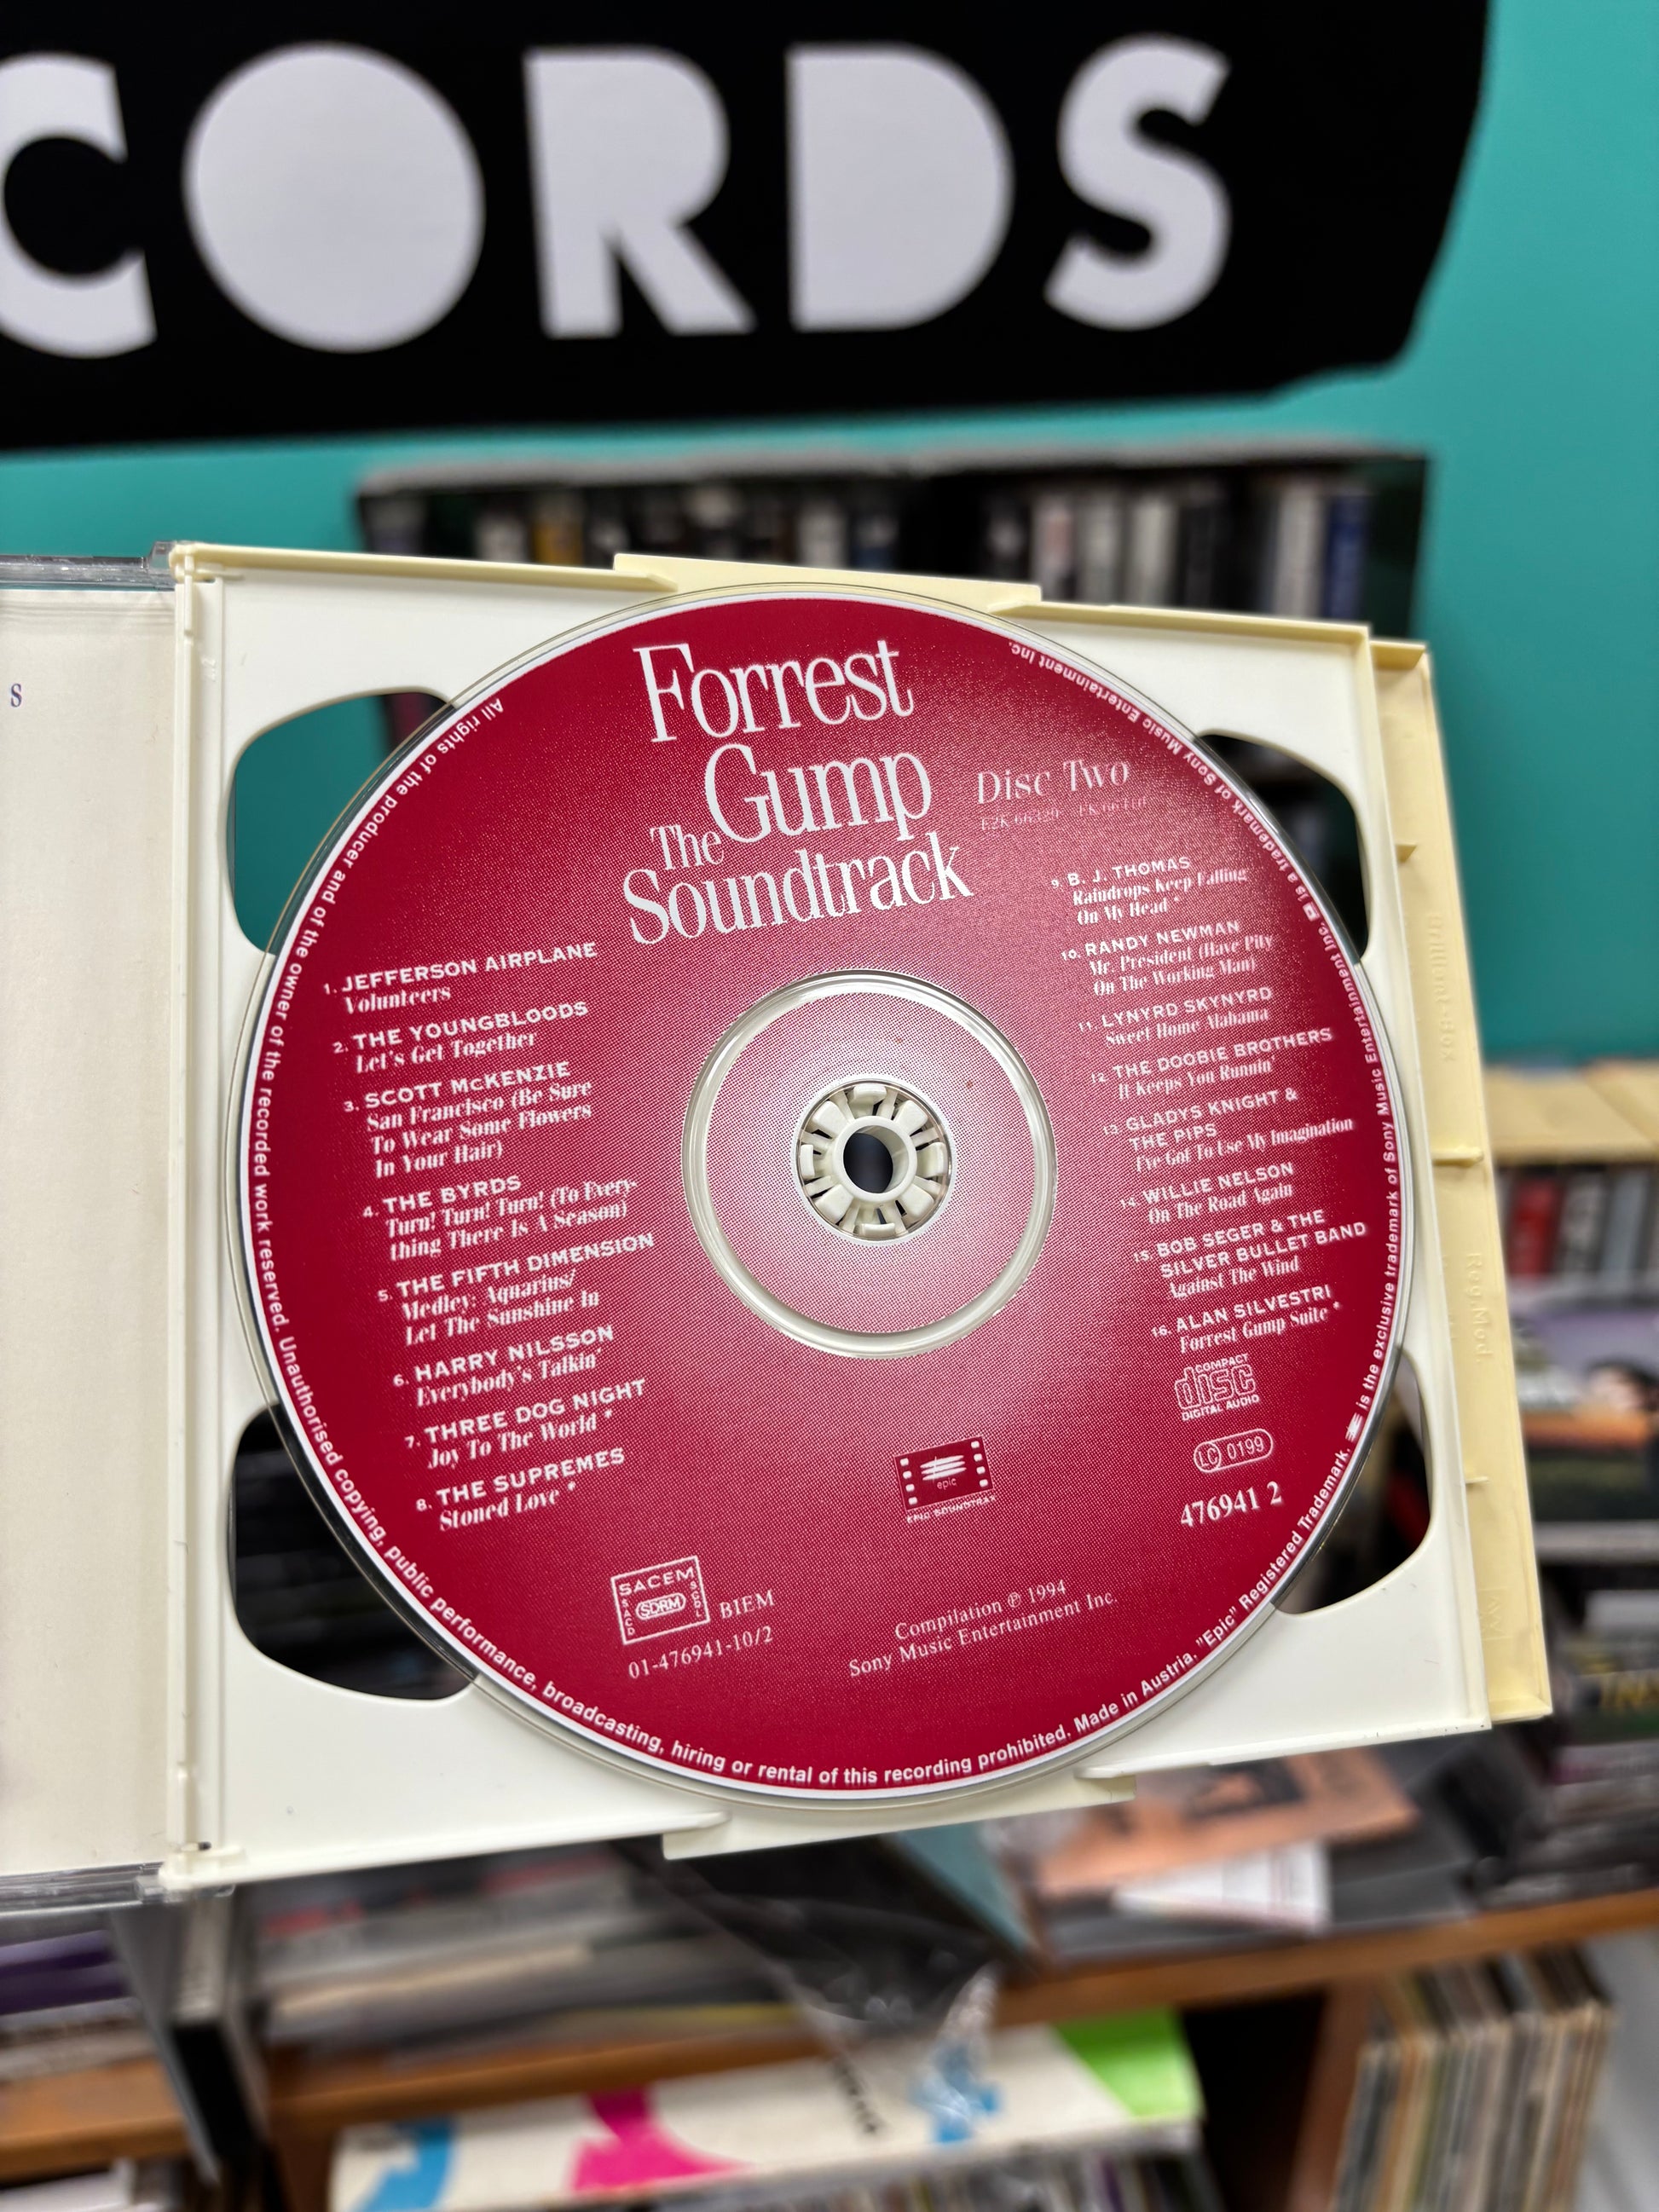 CORDS
s
Forrest
Gump
The
Soundtrack
Disc Two
1. JEFFERSON AIRPLANE
Volunteers
2. THE YOUNGBLOODS
Let's Get Together
3. SCOTT McKENZIE
San Francisco (Be Sure
To Wear Some Flowers
In Your Hair)
4. THE BYRDS
Turn! Turn! Turn! (To Every-
thing There Is A Season)
5. THE FIFTH DIMENSION
Medley: Aquarius/
Let The Sunshine In
6. HARRY NILSSON
Everybody's Talkin'
7. THREE DOG NIGHT
Joy To The World *
8. THE SUPREMES
Stoned Love *
9. B. J. THOMAS
Raindrops Keep Falling
On My Head *
10. RANDY NEWMAN
Mr. President (Have Pity
On The Working Man)
11. LYNYRD SKYNYRD
Sweet Home Alabama
12. THE DOOBIE BROTHERS
It Keeps You Runnin'
13. GLADYS KNIGHT &
THE PIPS
I've Got To Use My Imagination
14. WILLIE NELSON
On The Road Again
15. BOB SEGER & THE
SILVER BULLET BAND
Against The Wind
16. ALAN SILVESTRI
Forrest Gump Suite *
COMPACT
disc
DIGITAL AUDIO
LC 0199
476941 2
epic
EPIC SOUNDTRAX
SACEM
SACD
SDRM
SGDL
BIEM
01-476941-10/2
Compilation ℗ 1994
Sony Music Entertainment Inc.
All rights of the producer and of the owner of the recorded work reserved. Unauthorised copying, public performance, broadcasting, hiring or rental of this recording prohibited. Made in Austria. "Epic" Registered Trademark. is the exclusive trademark of Sony Music Entertainment Inc. is a trademark of Sony Music Entertainment Inc.